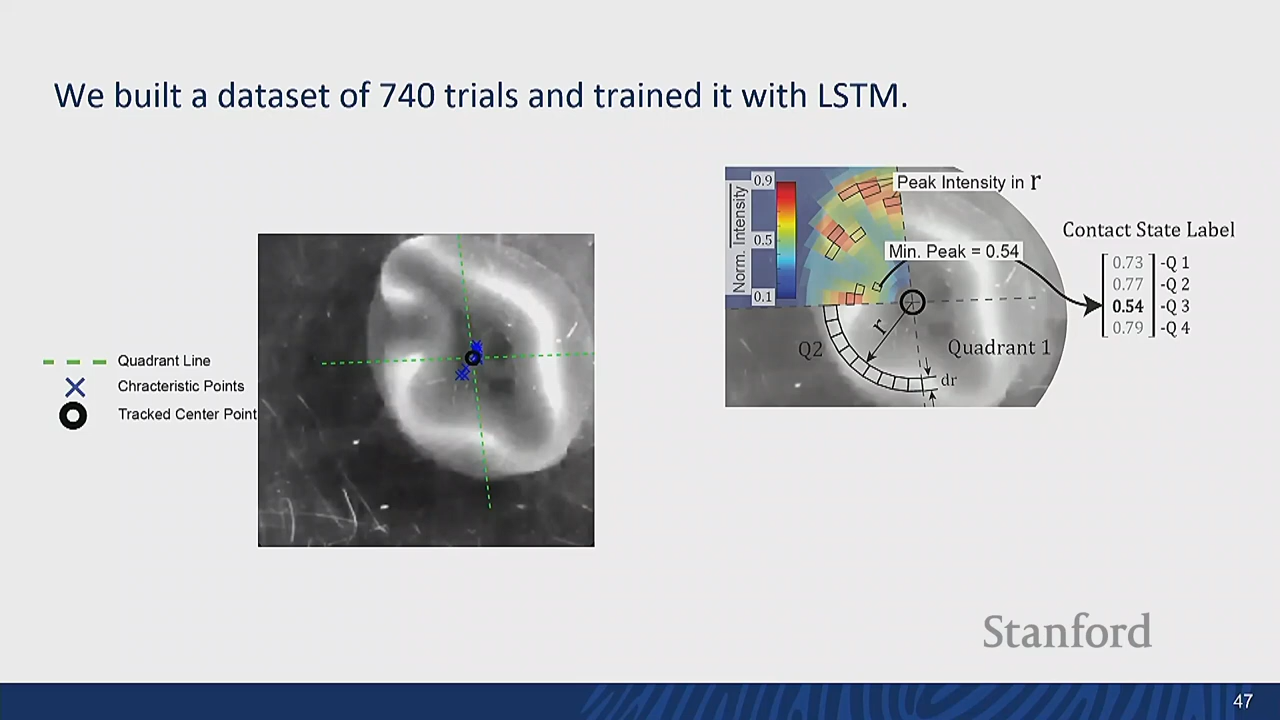 We built a dataset of 740 trials and trained it with LSTM.
Quadrant Line
Chracteristic Points
Tracked Center Point
Norm. Intensity
0.9
0.5
0.1
Peak Intensity in r
Min. Peak = 0.54
Q2
r
Quadrant 1
dr
Contact State Label
0.73 -Q 1
0.77 -Q 2
0.54 -Q 3
0.79 -Q 4
Stanford
47